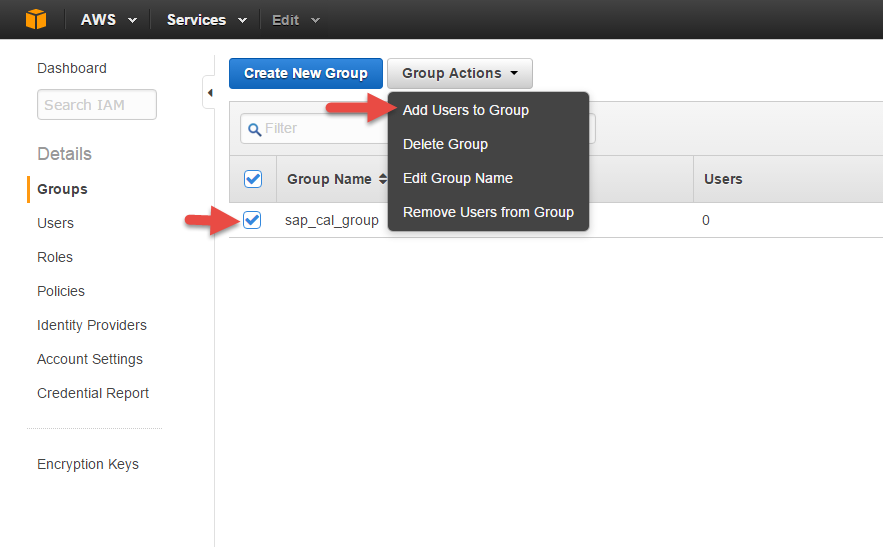 AWS Services Edit
Dashboard
Search IAM
Details
Groups
Users
Roles
Policies
Identity Providers
Account Settings
Credential Report
Encryption Keys
Create New Group Group Actions
Add Users to Group
Delete Group
Edit Group Name
Remove Users from Group
Filter
Group Name Users
sap_cal_group 0